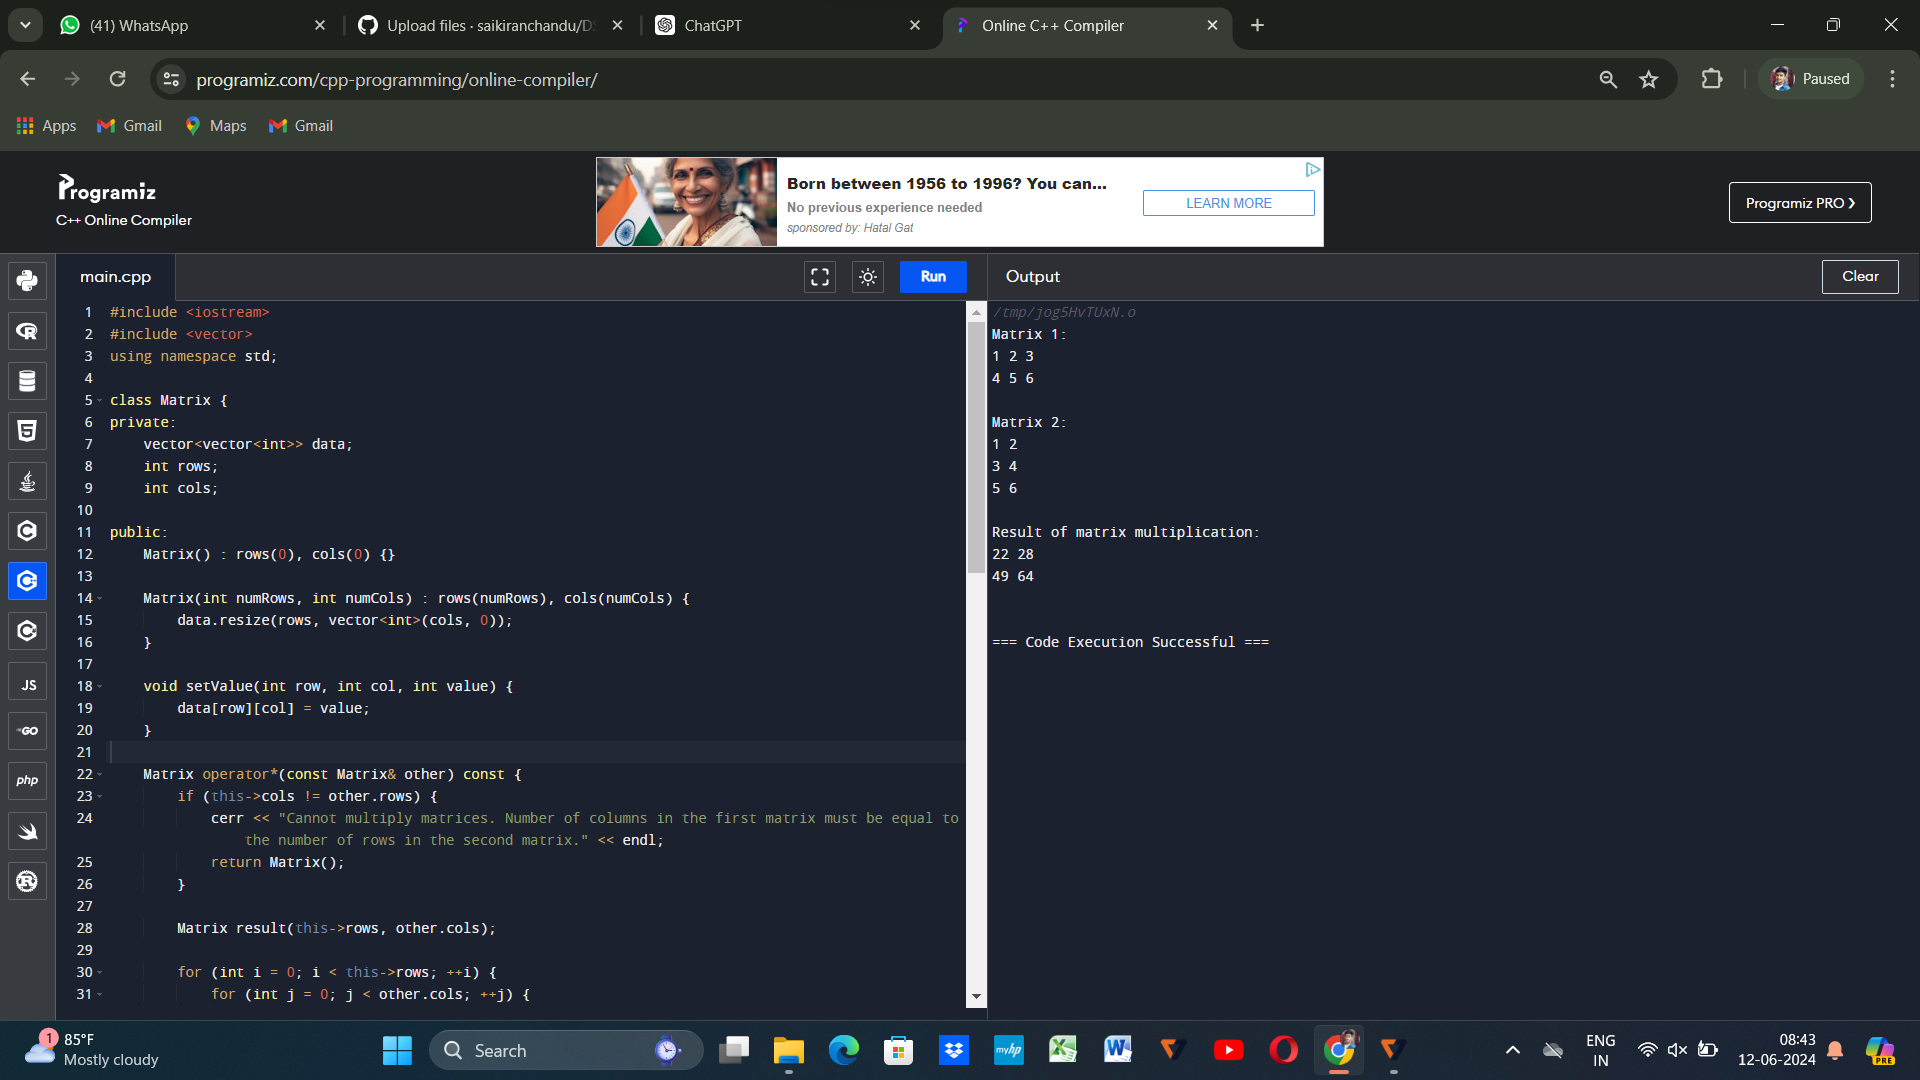 (41) WhatsApp
Upload files · saikiranchandu/DS
ChatGPT
Online C++ Compiler
programiz.com/cpp-programming/online-compiler/
Paused
Apps
Gmail
Maps
Gmail
Programiz
C++ Online Compiler
Born between 1956 to 1996? You can...
No previous experience needed
sponsored by: Hatal Gat
LEARN MORE
Programiz PRO ❯
main.cpp
Run
Output
Clear
1 #include <iostream>
2 #include <vector>
3 using namespace std;
4
5 class Matrix {
6 private:
7     vector<vector<int>> data;
8     int rows;
9     int cols;
10
11 public:
12     Matrix() : rows(0), cols(0) {}
13
14     Matrix(int numRows, int numCols) : rows(numRows), cols(numCols) {
15         data.resize(rows, vector<int>(cols, 0));
16     }
17
18     void setValue(int row, int col, int value) {
19         data[row][col] = value;
20     }
21
22     Matrix operator*(const Matrix& other) const {
23         if (this->cols != other.rows) {
24             cerr << "Cannot multiply matrices. Number of columns in the first matrix must be equal to
the number of rows in the second matrix." << endl;
25             return Matrix();
26         }
27
28         Matrix result(this->rows, other.cols);
29
30         for (int i = 0; i < this->rows; ++i) {
31             for (int j = 0; j < other.cols; ++j) {
/tmp/jog5HvTUxN.o
Matrix 1:
1 2 3
4 5 6
Matrix 2:
1 2
3 4
5 6
Result of matrix multiplication:
22 28
49 64
=== Code Execution Successful ===
JS
GO
php
1
85°F
Mostly cloudy
Search
myhp
ENG
IN
08:43
12-06-2024
PRE